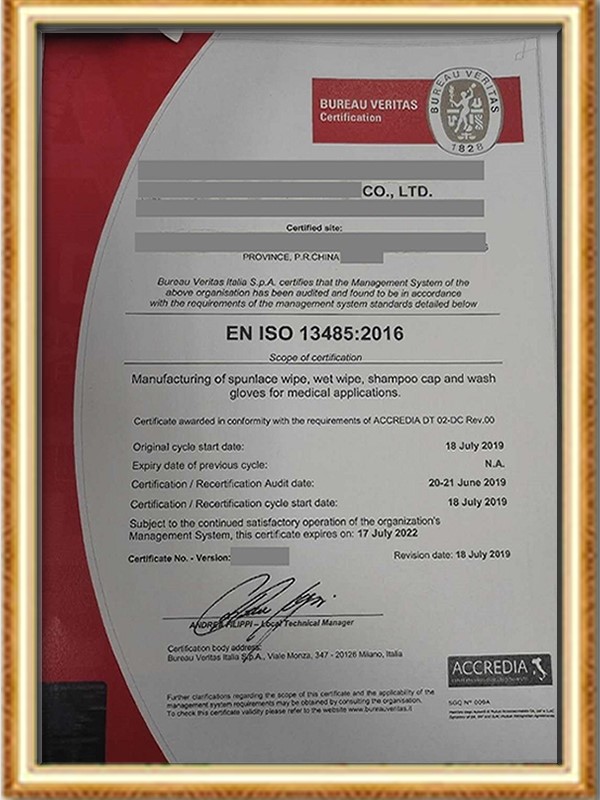 BUREAU VERITAS
Certification
BUREAU VERITAS
1828
CO., LTD.
Certified site:
PROVINCE, P.R.CHINA
Bureau Veritas Italia S.p.A. certifies that the Management System of the
above organisation has been audited and found to be in accordance
with the requirements of the management system standards detailed below
EN ISO 13485:2016
Scope of certification
Manufacturing of spunlace wipe, wet wipe, shampoo cap and wash
gloves for medical applications.
Certificate awarded in conformity with the requirements of ACCREDIA DT 02-DC Rev.00
Original cycle start date: 18 July 2019
Expiry date of previous cycle: N.A.
Certification / Recertification Audit date: 20-21 June 2019
Certification / Recertification cycle start date: 18 July 2019
Subject to the continued satisfactory operation of the organization's
Management System, this certificate expires on: 17 July 2022
Certificate No. - Version: Revision date: 18 July 2019
ANDREA FILIPPI – Local Technical Manager
Certification body address:
Bureau Veritas Italia S.p.A., Viale Monza, 347 - 20126 Milano, Italia
ACCREDIA
Further clarifications regarding the scope of this certificate and the applicability of the
management system requirements may be obtained by consulting the organisation.
To check this certificate validity please refer to the website www.bureauveritas.it
SGQ N° 009A